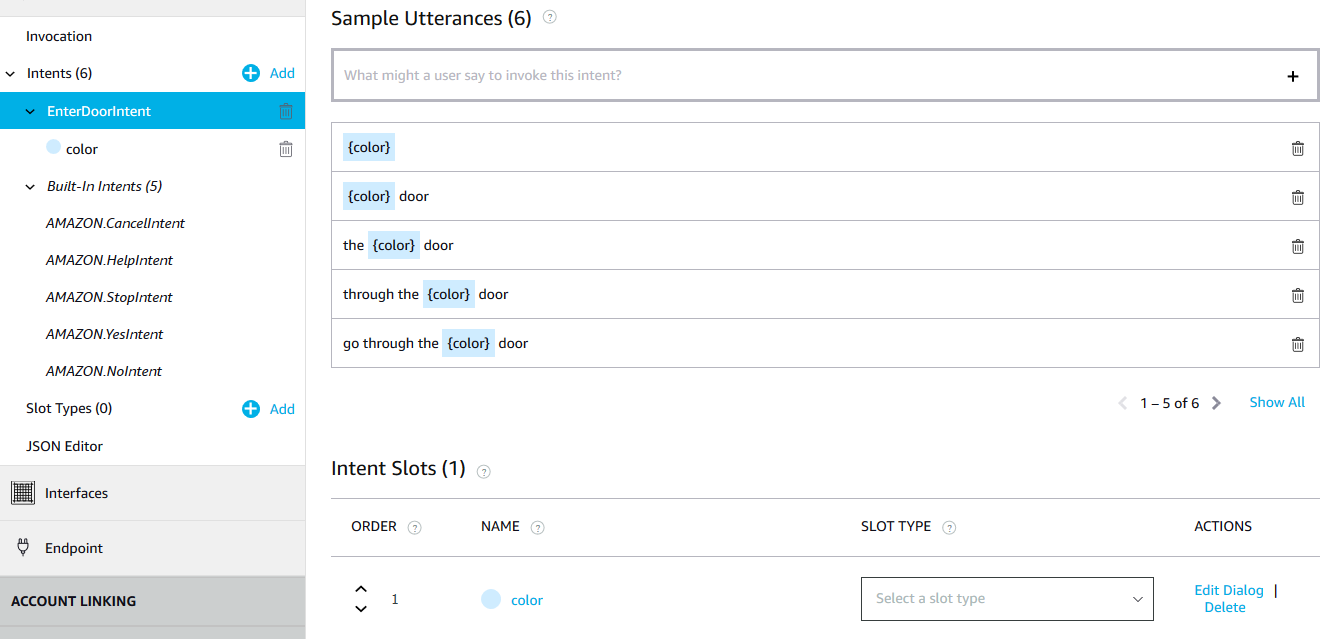 Invocation
Intents (6)
Add
EnterDoorIntent
color
Built-In Intents (5)
AMAZON.CancelIntent
AMAZON.HelpIntent
AMAZON.StopIntent
AMAZON.YesIntent
AMAZON.NoIntent
Slot Types (0)
Add
JSON Editor
Interfaces
Endpoint
ACCOUNT LINKING
Sample Utterances (6) ?
What might a user say to invoke this intent?
{color}
{color} door
the {color} door
through the {color} door
go through the {color} door
1 – 5 of 6
Show All
Intent Slots (1) ?
ORDER ? NAME ? SLOT TYPE ? ACTIONS
1 color Select a slot type Edit Dialog |
Delete